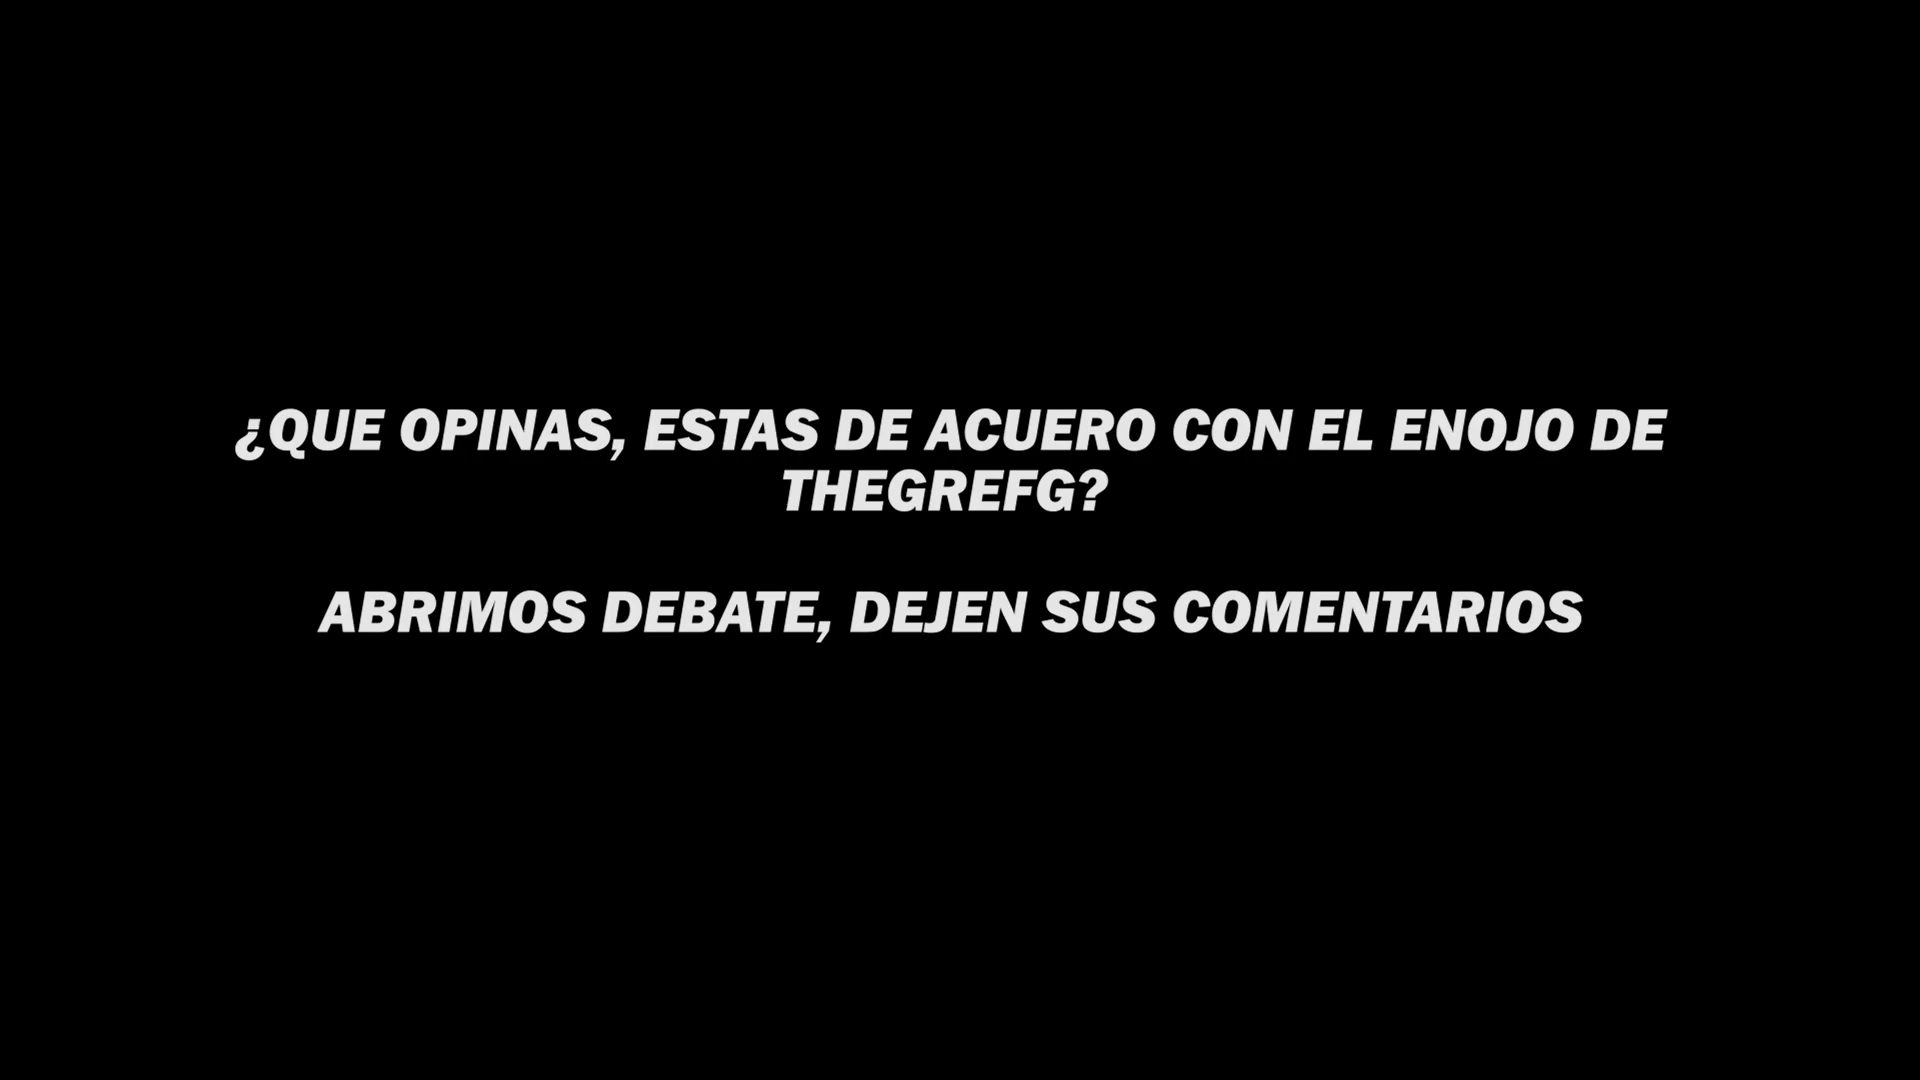 ¿QUE OPINAS, ESTAS DE ACUERO CON EL ENOJO DE
THEGREFG?
ABRIMOS DEBATE, DEJEN SUS COMENTARIOS